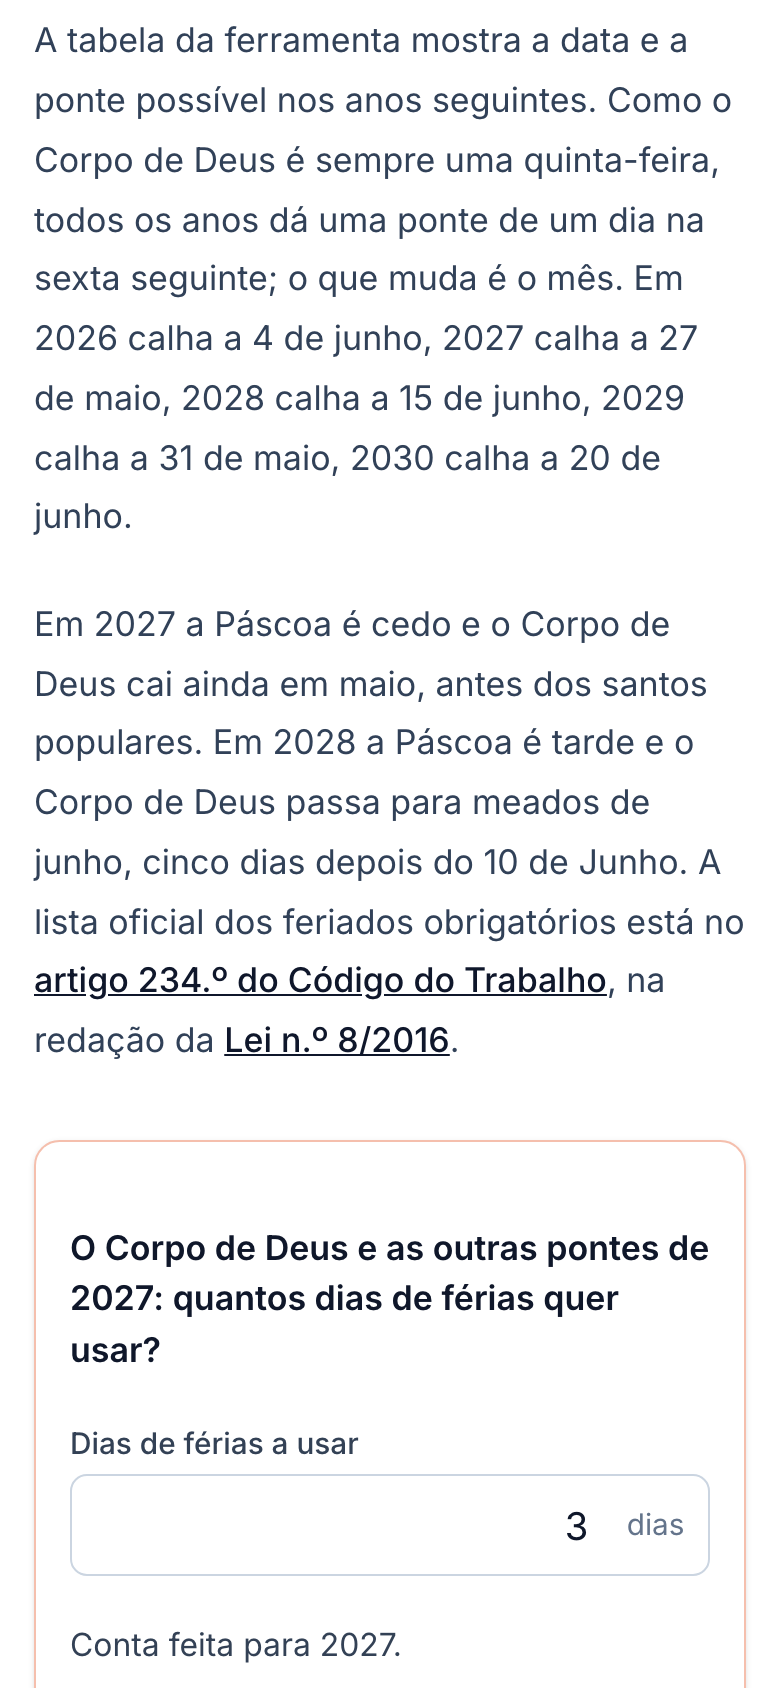 A tabela da ferramenta mostra a data e a
ponte possível nos anos seguintes. Como o
Corpo de Deus é sempre uma quinta-feira,
todos os anos dá uma ponte de um dia na
sexta seguinte; o que muda é o mês. Em
2026 calha a 4 de junho, 2027 calha a 27
de maio, 2028 calha a 15 de junho, 2029
calha a 31 de maio, 2030 calha a 20 de
junho.
Em 2027 a Páscoa é cedo e o Corpo de
Deus cai ainda em maio, antes dos santos
populares. Em 2028 a Páscoa é tarde e o
Corpo de Deus passa para meados de
junho, cinco dias depois do 10 de Junho. A
lista oficial dos feriados obrigatórios está no
artigo 234.º do Código do Trabalho, na
redação da Lei n.º 8/2016.
O Corpo de Deus e as outras pontes de
2027: quantos dias de férias quer
usar?
Dias de férias a usar
3 dias
Conta feita para 2027.